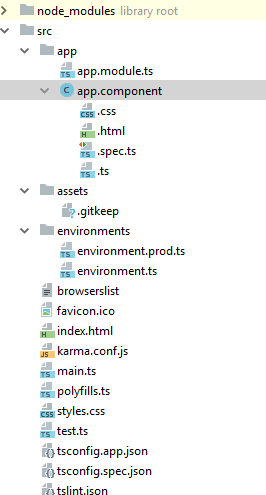 node_modules library root
src
app
app.module.ts
app.component
.css
.html
.spec.ts
.ts
assets
.gitkeep
environments
environment.prod.ts
environment.ts
browserslist
favicon.ico
index.html
karma.conf.js
main.ts
polyfills.ts
styles.css
test.ts
tsconfig.app.json
tsconfig.spec.json
tslint.json